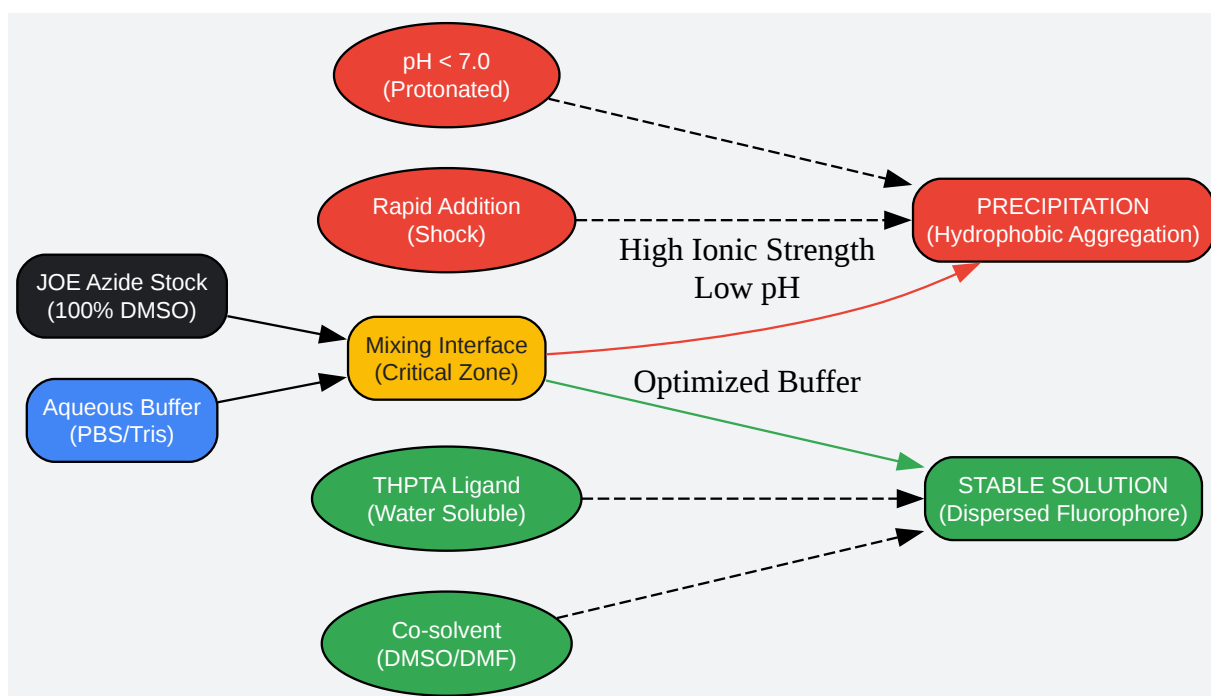 pH < 7.0
(Protonated)
Rapid Addition
(Shock)
PRECIPITATION
(Hydrophobic Aggregation)
High Ionic Strength
Low pH
JOE Azide Stock
(100% DMSO)
Mixing Interface
(Critical Zone)
Optimized Buffer
Aqueous Buffer
(PBS/Tris)
THPTA Ligand
(Water Soluble)
STABLE SOLUTION
(Dispersed Fluorophore)
Co-solvent
(DMSO/DMF)